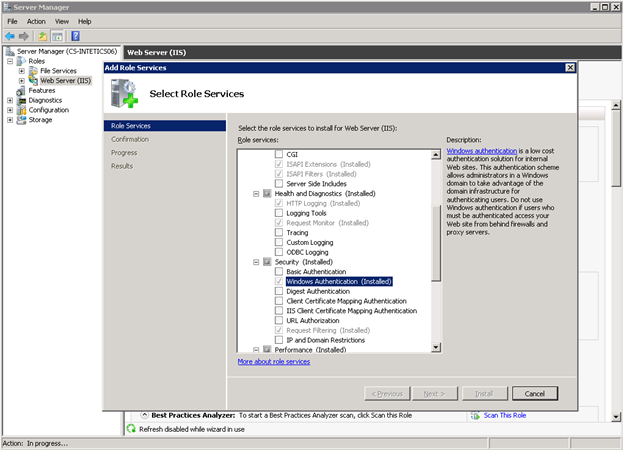 Server Manager
File Action View Help
Server Manager (CS-INTETICS06)
Roles
File Services
Web Server (IIS)
Features
Diagnostics
Configuration
Storage
Web Server (IIS)
Add Role Services
Select Role Services
Role Services
Confirmation
Progress
Results
Select the role services to install for Web Server (IIS):
Role services:
CGI
ISAPI Extensions (Installed)
ISAPI Filters (Installed)
Server Side Includes
Health and Diagnostics (Installed)
HTTP Logging (Installed)
Logging Tools
Request Monitor (Installed)
Tracing
Custom Logging
ODBC Logging
Security (Installed)
Basic Authentication
Windows Authentication (Installed)
Digest Authentication
Client Certificate Mapping Authentication
IIS Client Certificate Mapping Authentication
URL Authorization
Request Filtering (Installed)
IP and Domain Restrictions
Performance (Installed)
More about role services
Description:
Windows authentication is a low cost
authentication solution for internal
Web sites. This authentication scheme
allows administrators in a Windows
domain to take advantage of the
domain infrastructure for
authenticating users. Do not use
Windows authentication if users who
must be authenticated access your
Web site from behind firewalls and
proxy servers.
< Previous Next > Install Cancel
Best Practices Analyzer: To start a Best Practices Analyzer scan, click Scan this Role
Scan This Role
Refresh disabled while wizard in use
Action: In progress...